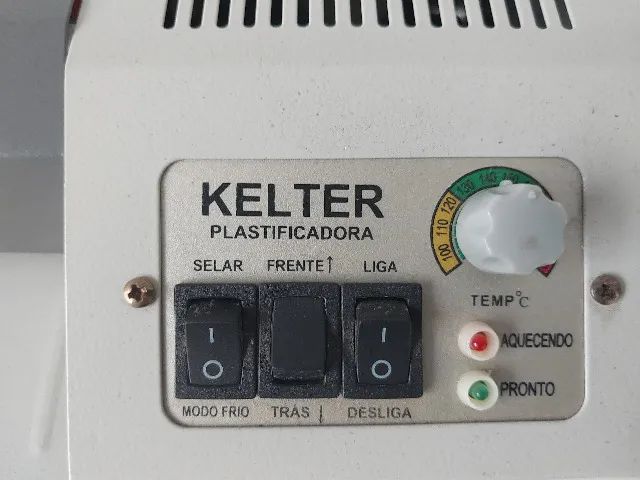 KELTER
PLASTIFICADORA
SELAR FRENTE↑ LIGA
I I
O O
MODO FRIO TRÁS ↓ DESLIGA
100 110 120 130 140
TEMP°C
AQUECENDO
PRONTO